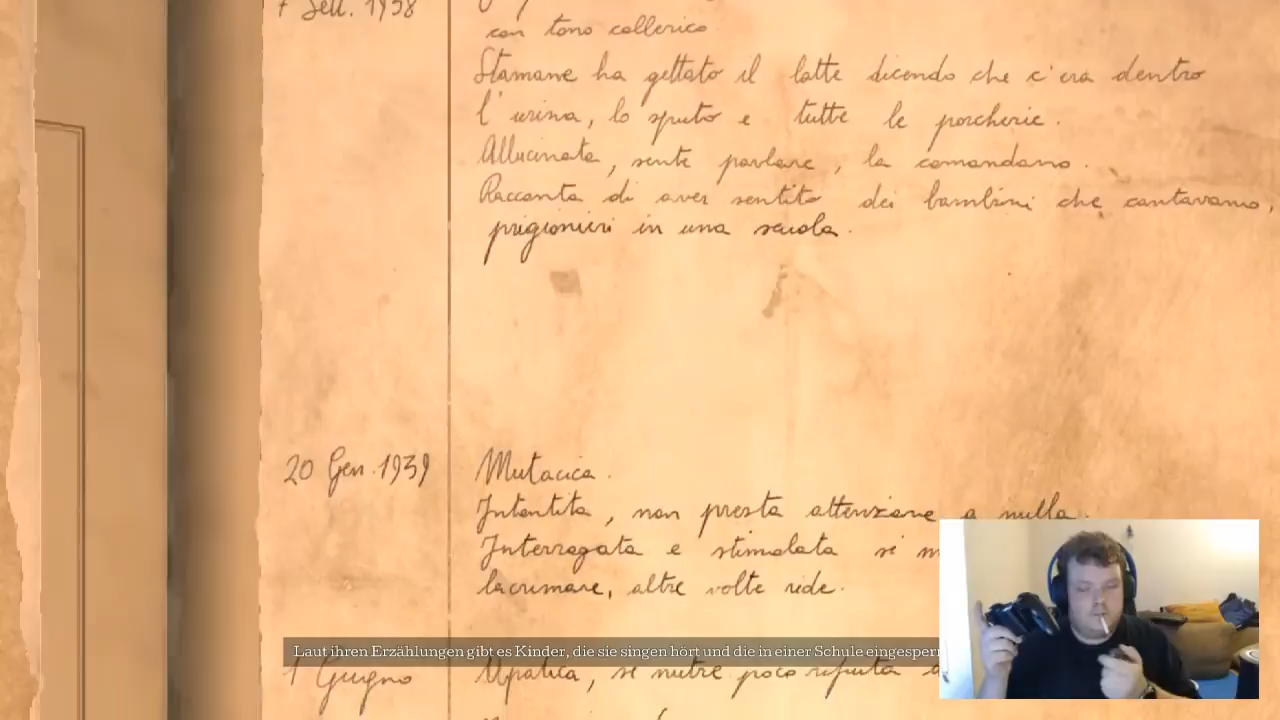 7 Sett. 1938
con tono collerico
Stamane ha gettato il latte dicendo che c'era dentro
l'urina, lo sputo e tutte le porcherie.
Allucinata, sente parlare, la comandano.
Racconta di aver sentito dei bambini che cantavano,
prigionieri in una scuola.
20 Gen. 1939
Mutacica.
Intontita, non presta attenzione a nulla.
Interrogata e stimolata si
lacrimare, altre volte ride.
Laut ihren Erzählungen gibt es Kinder, die sie singen hört und die in einer Schule eingesperr
1 Giugno
Apatica, si nutre poco rifiuta